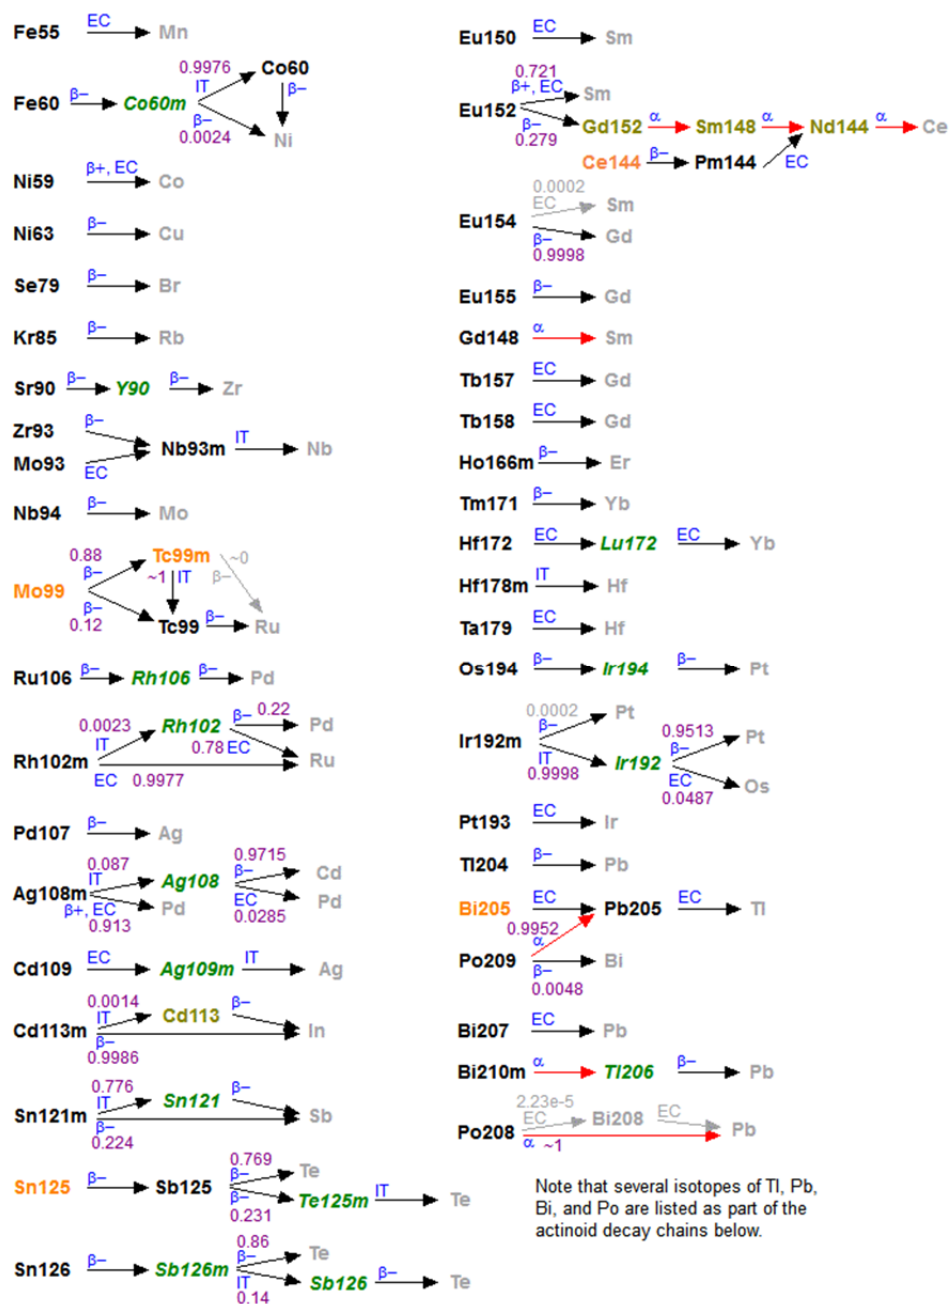 Fe55 EC Mn
0.9976 Co60
Fe60 β− Co60m IT β−
β− Ni
0.0024
Ni59 β+, EC Co
Ni63 β− Cu
Se79 β− Br
Kr85 β− Rb
Sr90 β− Y90 β− Zr
Zr93 β− Nb93m IT Nb
Mo93 EC
Nb94 β− Mo
0.88 Tc99m ~0
Mo99 β− ~1 IT β−
β− Tc99 β− Ru
0.12
Ru106 β− Rh106 β− Pd
0.0023 Rh102 β− 0.22 Pd
IT 0.78 EC Ru
Rh102m EC 0.9977
Pd107 β− Ag
0.087 0.9715
Ag108m IT Ag108 β− Cd
β+, EC Pd EC Pd
0.913 0.0285
Cd109 EC Ag109m IT Ag
0.0014
Cd113m IT Cd113 β− In
β−
0.9986
0.776
Sn121m IT Sn121 β− Sb
β−
0.224
0.769
Sn125 β− Sb125 β− Te
β− Te125m IT Te
0.231
0.86
Sn126 β− Sb126m β− Te
IT Sb126 β− Te
0.14
Eu150 EC Sm
0.721
Eu152 β+, EC Sm
β− Gd152 α Sm148 α Nd144 α Ce
0.279
Ce144 β− Pm144 EC
0.0002
Eu154 EC Sm
β− Gd
0.9998
Eu155 β− Gd
Gd148 α Sm
Tb157 EC Gd
Tb158 EC Gd
Ho166m β− Er
Tm171 β− Yb
Hf172 EC Lu172 EC Yb
Hf178m IT Hf
Ta179 EC Hf
Os194 β− Ir194 β− Pt
0.0002 Pt
Ir192m β− 0.9513
IT Ir192 β− Pt
0.9998 EC Os
0.0487
Pt193 EC Ir
Tl204 β− Pb
Bi205 EC Pb205 EC Tl
0.9952
Po209 α
β− Bi
0.0048
Bi207 EC Pb
Bi210m α Tl206 β− Pb
2.23e-5
Po208 EC Bi208 EC Pb
α ~1
Note that several isotopes of Tl, Pb,
Bi, and Po are listed as part of the
actinoid decay chains below.